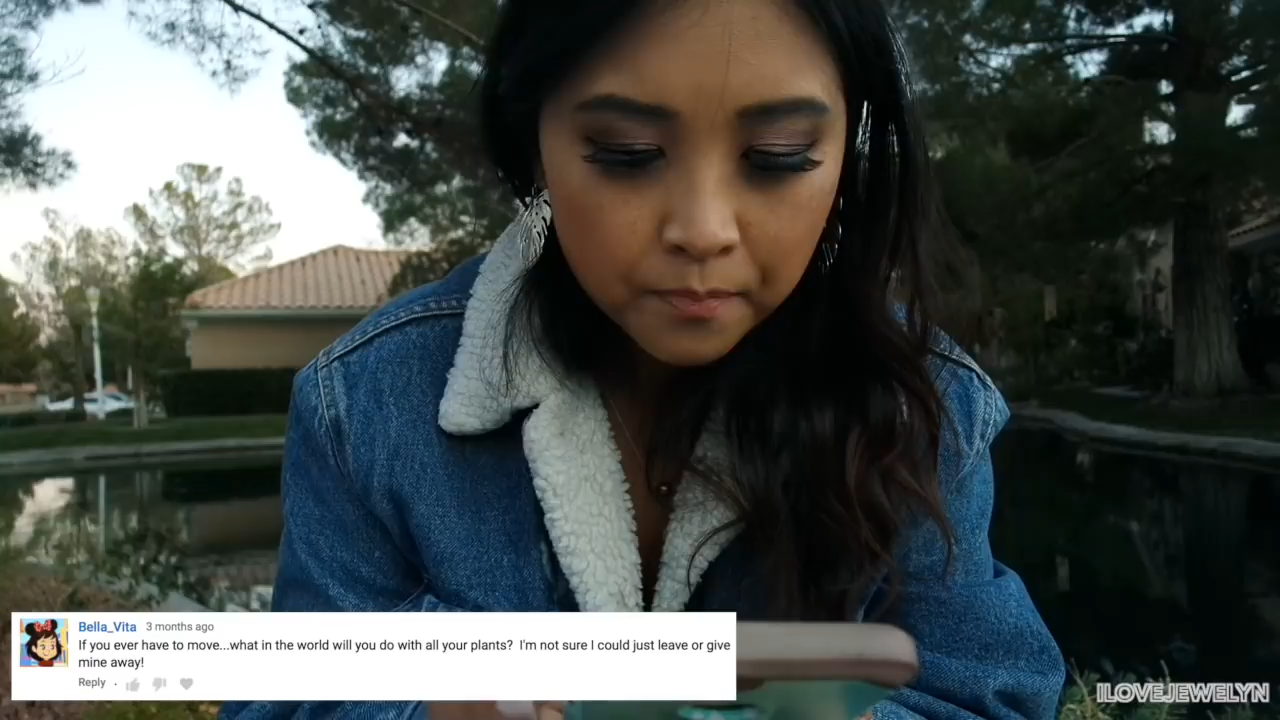 Bella_Vita 3 months ago
If you ever have to move...what in the world will you do with all your plants? I'm not sure I could just leave or give
mine away!
Reply .
ILOVEJEWELYN